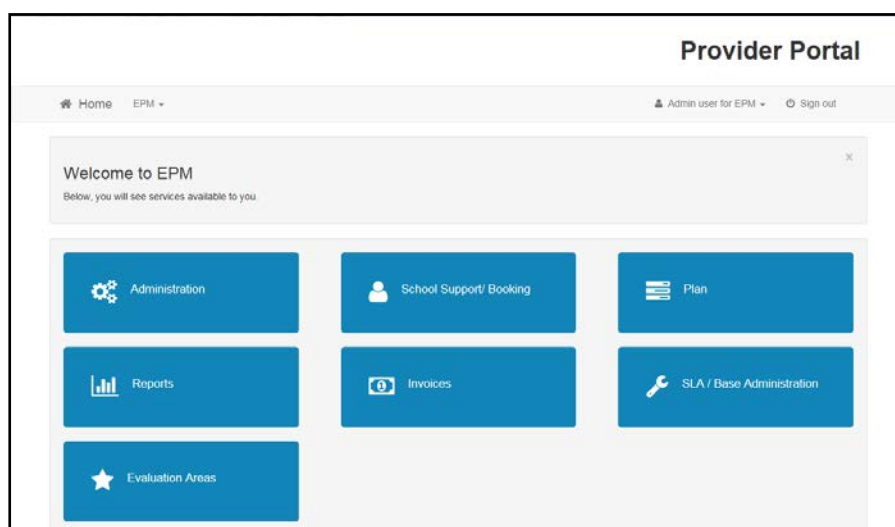 Provider Portal
Home EPM Admin user for EPM Sign out
x
Welcome to EPM
Below, you will see services available to you
Administration School Support/ Booking Plan
Reports Invoices SLA / Base Administration
Evaluation Areas